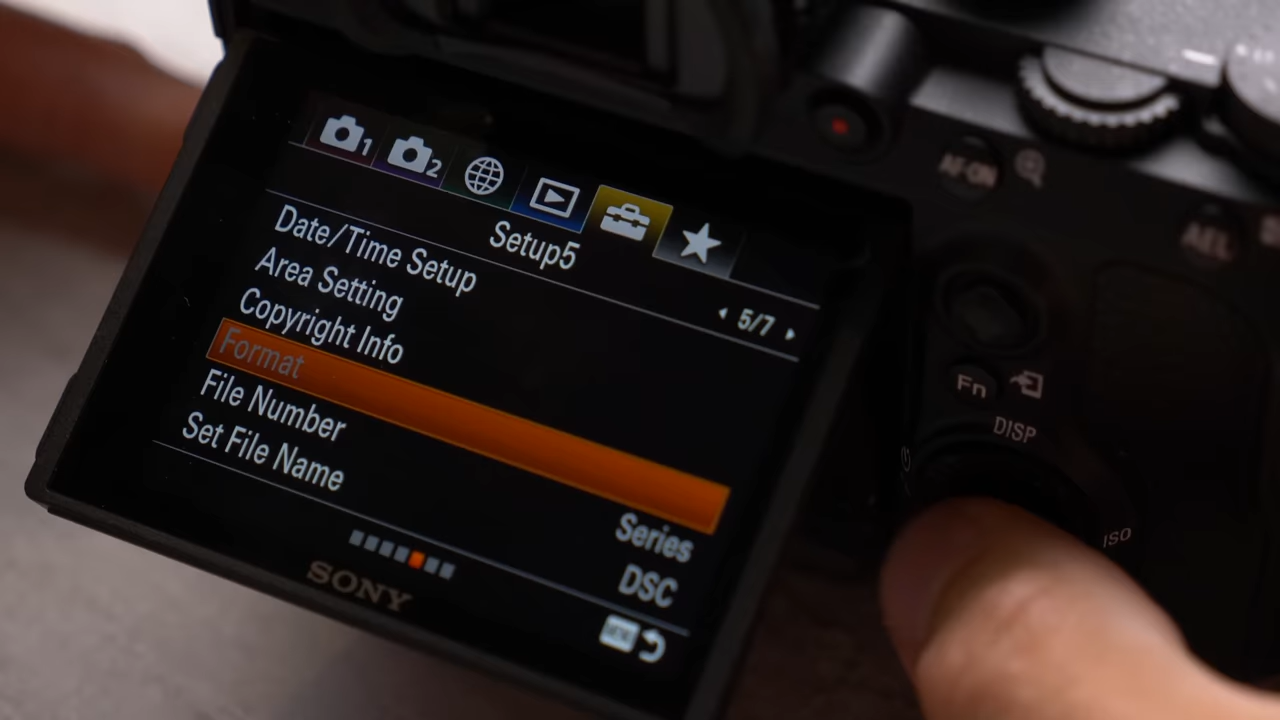 1
2
Setup5
5/7
Date/Time Setup
Area Setting
Copyright Info
Format
File Number
Series
Set File Name
DSC
MENU
SONY
AF-ON
AEL
Fn
DISP
ISO